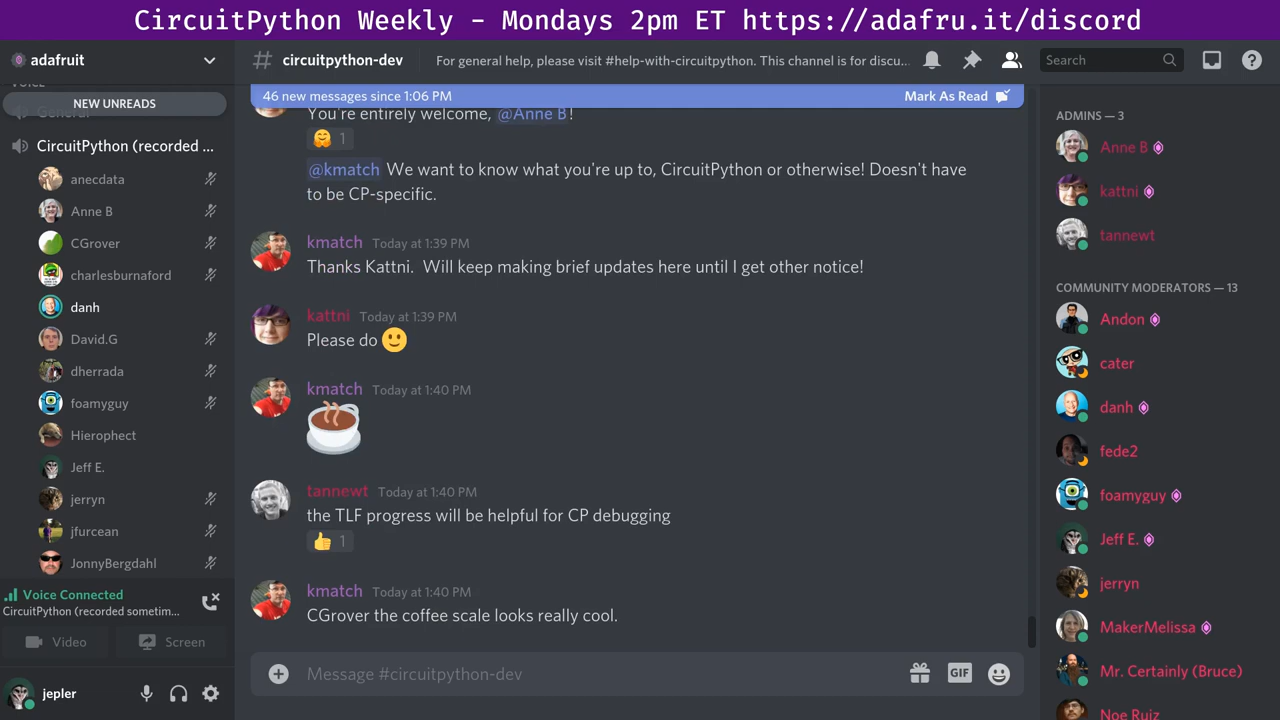 CircuitPython Weekly - Mondays 2pm ET https://adafru.it/discord
adafruit
VOICE
NEW UNREADS
General
CircuitPython (recorded ...
anecdata
Anne B
CGrover
charlesburnaford
danh
David.G
dherrada
foamyguy
Hierophect
Jeff E.
jerryn
jfurcean
JonnyBergdahl
Voice Connected
CircuitPython (recorded sometim...
Video
Screen
jepler
# circuitpython-dev
For general help, please visit #help-with-circuitpython. This channel is for discu...
Search
46 new messages since 1:06 PM
Mark As Read
You're entirely welcome, @Anne B!
1
@kmatch We want to know what you're up to, CircuitPython or otherwise! Doesn't have
to be CP-specific.
kmatch Today at 1:39 PM
Thanks Kattni. Will keep making brief updates here until I get other notice!
kattni Today at 1:39 PM
Please do
kmatch Today at 1:40 PM
tannewt Today at 1:40 PM
the TLF progress will be helpful for CP debugging
1
kmatch Today at 1:40 PM
CGrover the coffee scale looks really cool.
Message #circuitpython-dev
GIF
ADMINS — 3
Anne B
kattni
tannewt
COMMUNITY MODERATORS — 13
Andon
cater
danh
fede2
foamyguy
Jeff E.
jerryn
MakerMelissa
Mr. Certainly (Bruce)
Noe Ruiz